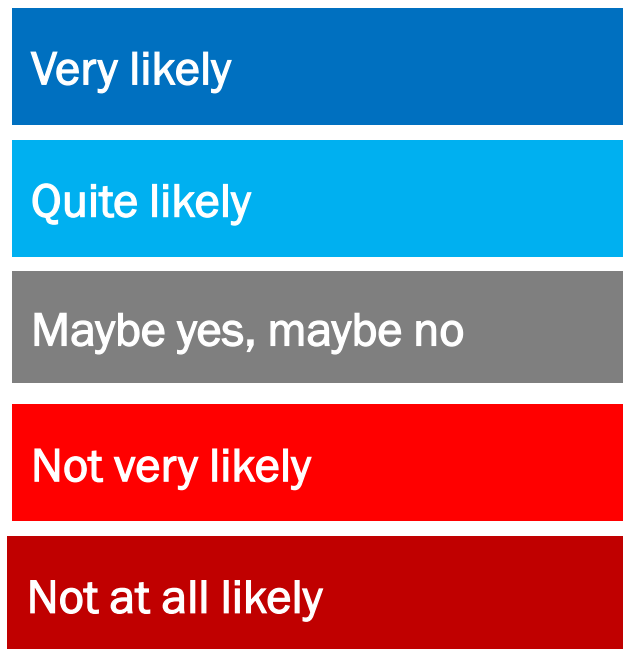 Very likely
Quite likely
Maybe yes, maybe no
Not very likely
Not at all likely